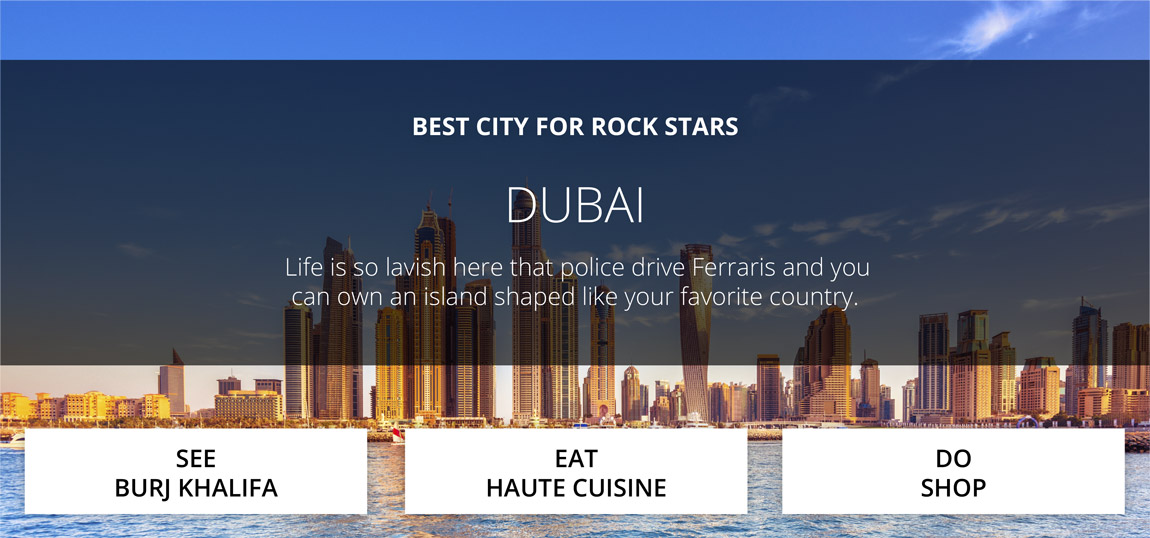 BEST CITY FOR ROCK STARS
DUBAI
Life is so lavish here that police drive Ferraris and you
can own an island shaped like your favorite country.
SEE
BURJ KHALIFA
EAT
HAUTE CUISINE
DO
SHOP